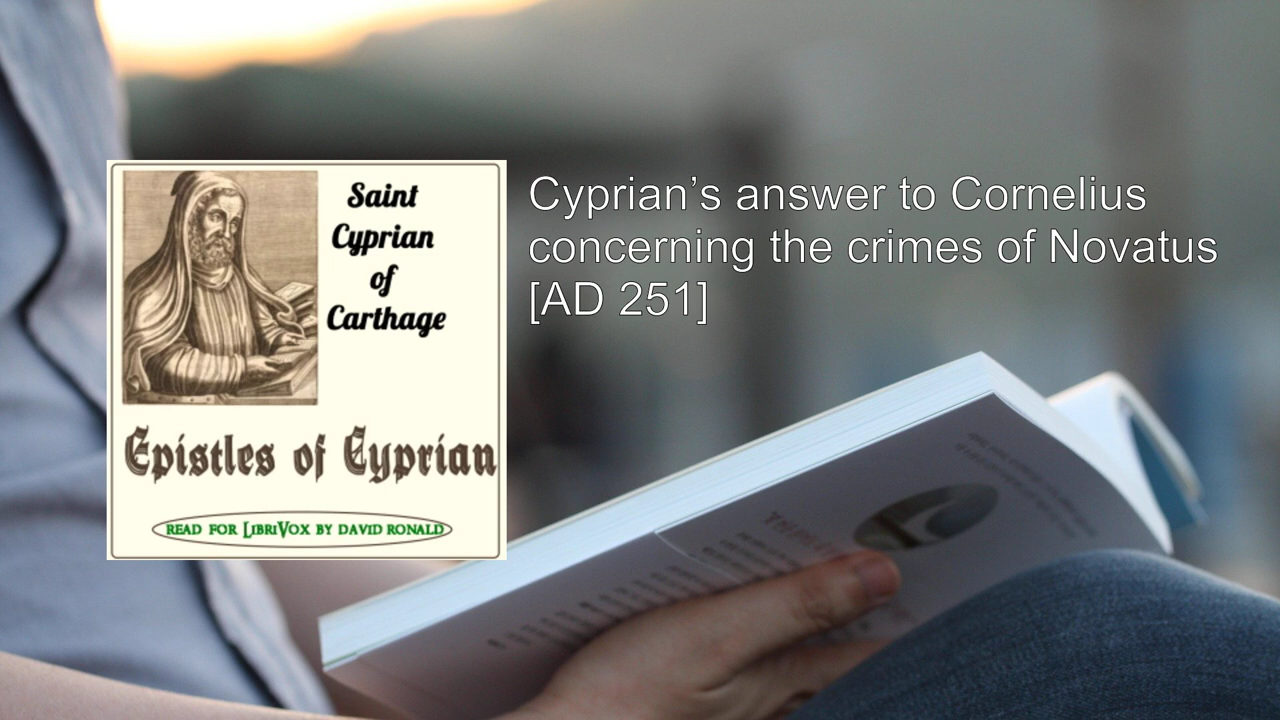 Saint
Cyprian
of
Carthage
Epistles of Cyprian
READ FOR LIBRIVOX BY DAVID RONALD
Cyprian’s answer to Cornelius
concerning the crimes of Novatus
[AD 251]